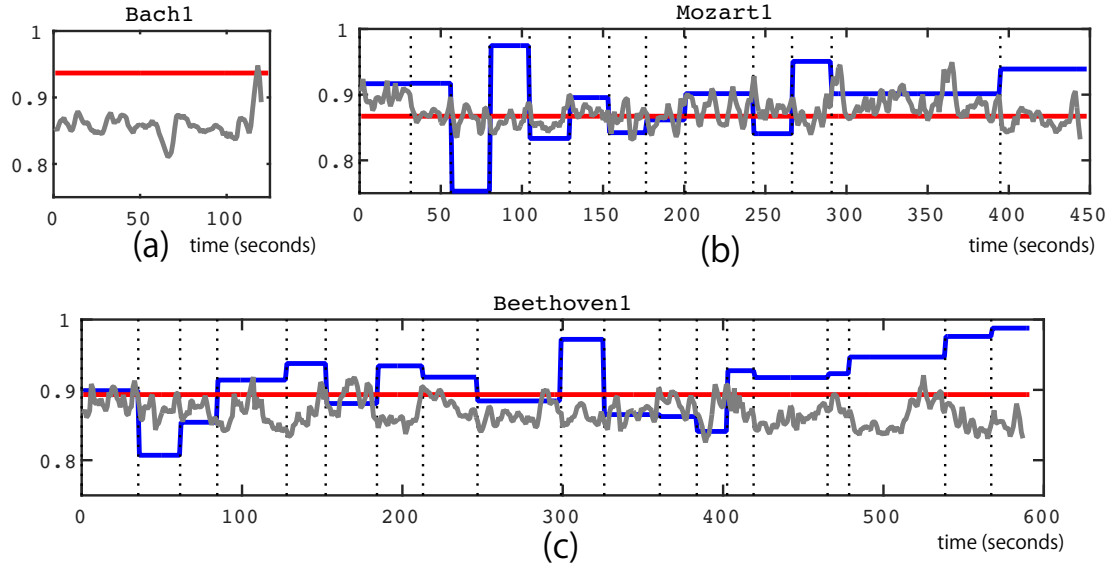 Bach1
1
0.9
0.8
0
50
100
time (seconds)
(a)
Mozart1
1
0.9
0.8
0 50 100 150 200 250 300 350 400 450
time (seconds)
(b)
Beethoven1
1
0.9
0.8
0 100 200 300 400 500 600
time (seconds)
(c)